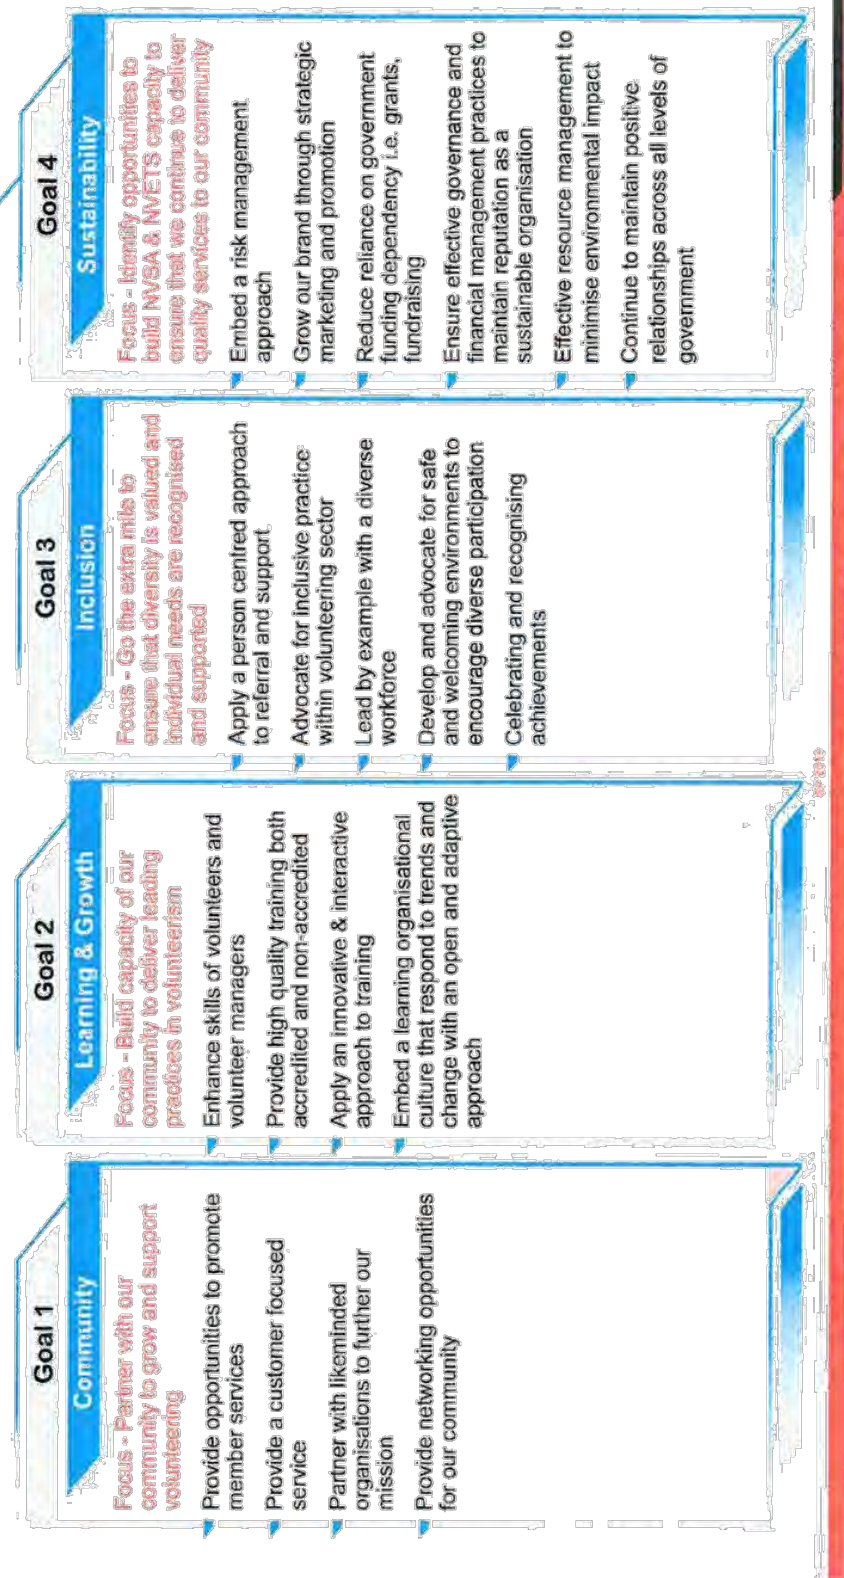 Goal 1
Community
Focus - Partner with our
community to grow and support
volunteering
Provide opportunities to promote
member services
Provide a customer focused
service
Partner with likeminded
organisations to further our
mission
Provide networking opportunities
for our community
Goal 2
Learning & Growth
Focus - Build capacity of our
community to deliver leading
practices in volunteerism
Enhance skills of volunteers and
volunteer managers
Provide high quality training both
accredited and non-accredited
Apply an innovative & interactive
approach to training
Embed a learning organisational
culture that respond to trends and
change with an open and adaptive
approach
Goal 3
Inclusion
Focus - Go the extra mile to
ensure that diversity is valued and
individual needs are recognised
and supported
Apply a person centred approach
to referral and support
Advocate for inclusive practice
within volunteering sector
Lead by example with a diverse
workforce
Develop and advocate for safe
and welcoming environments to
encourage diverse participation
Celebrating and recognising
achievements
Goal 4
Sustainability
Focus - Identify opportunities to
build NVSA & NVETS capacity to
ensure that we continue to deliver
quality services to our community
Embed a risk management
approach
Grow our brand through strategic
marketing and promotion
Reduce reliance on government
funding dependency i.e. grants,
fundraising
Ensure effective governance and
financial management practices to
maintain reputation as a
sustainable organisation
Effective resource management to
minimise environmental impact
Continue to maintain positive
relationships across all levels of
government